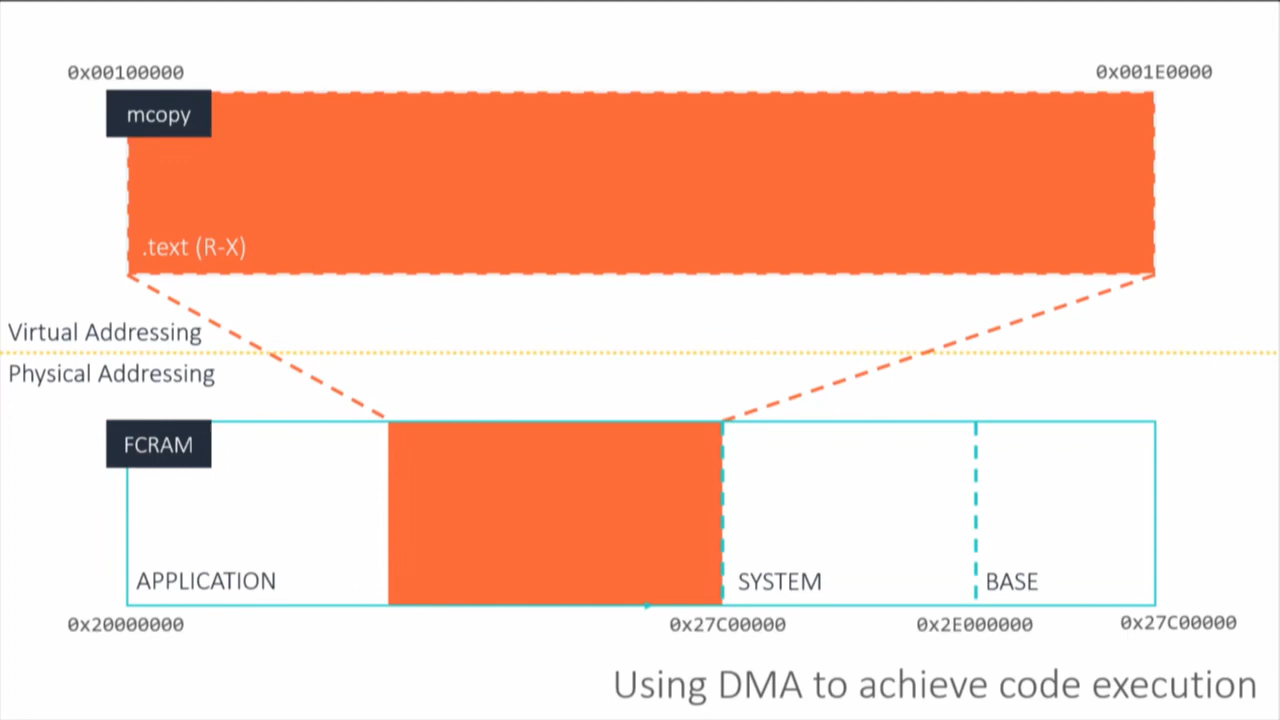 0x00100000
0x001E0000
mcopy
.text (R-X)
Virtual Addressing
Physical Addressing
FCRAM
APPLICATION
SYSTEM
BASE
0x20000000
0x27C00000
0x2E000000
0x27C00000
Using DMA to achieve code execution